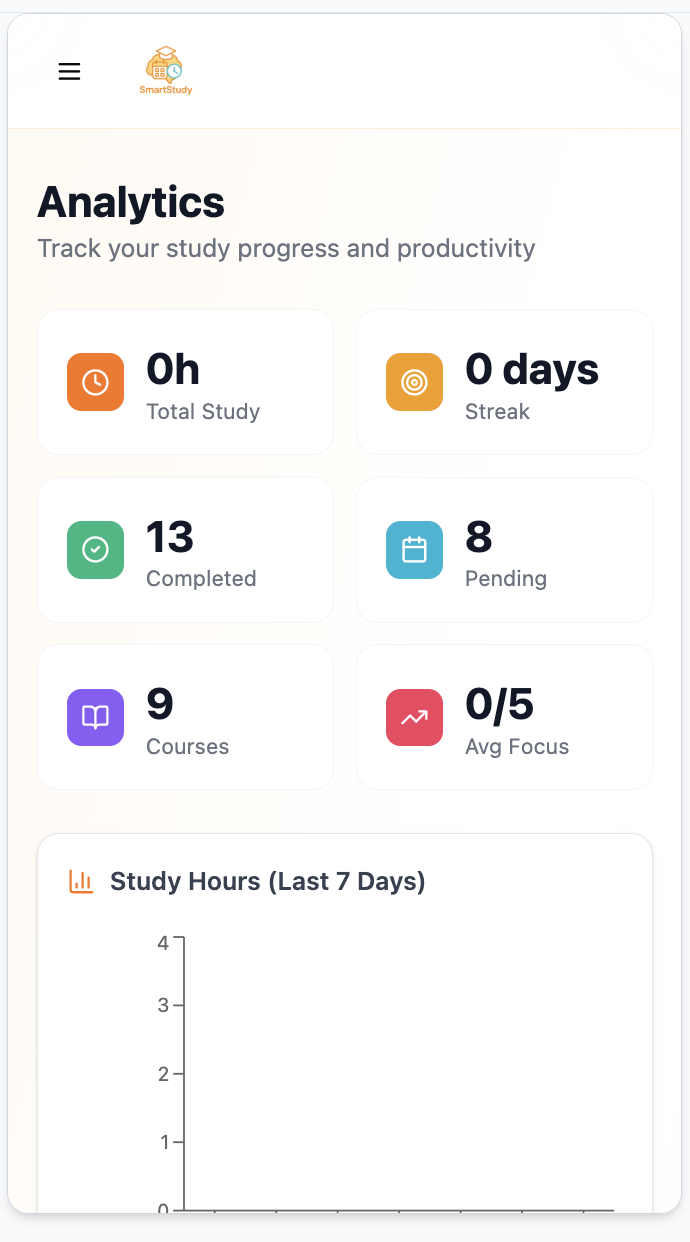 SmartStudy
Analytics
Track your study progress and productivity
0h
Total Study
0 days
Streak
13
Completed
8
Pending
9
Courses
0/5
Avg Focus
Study Hours (Last 7 Days)
4
3
2
1
0